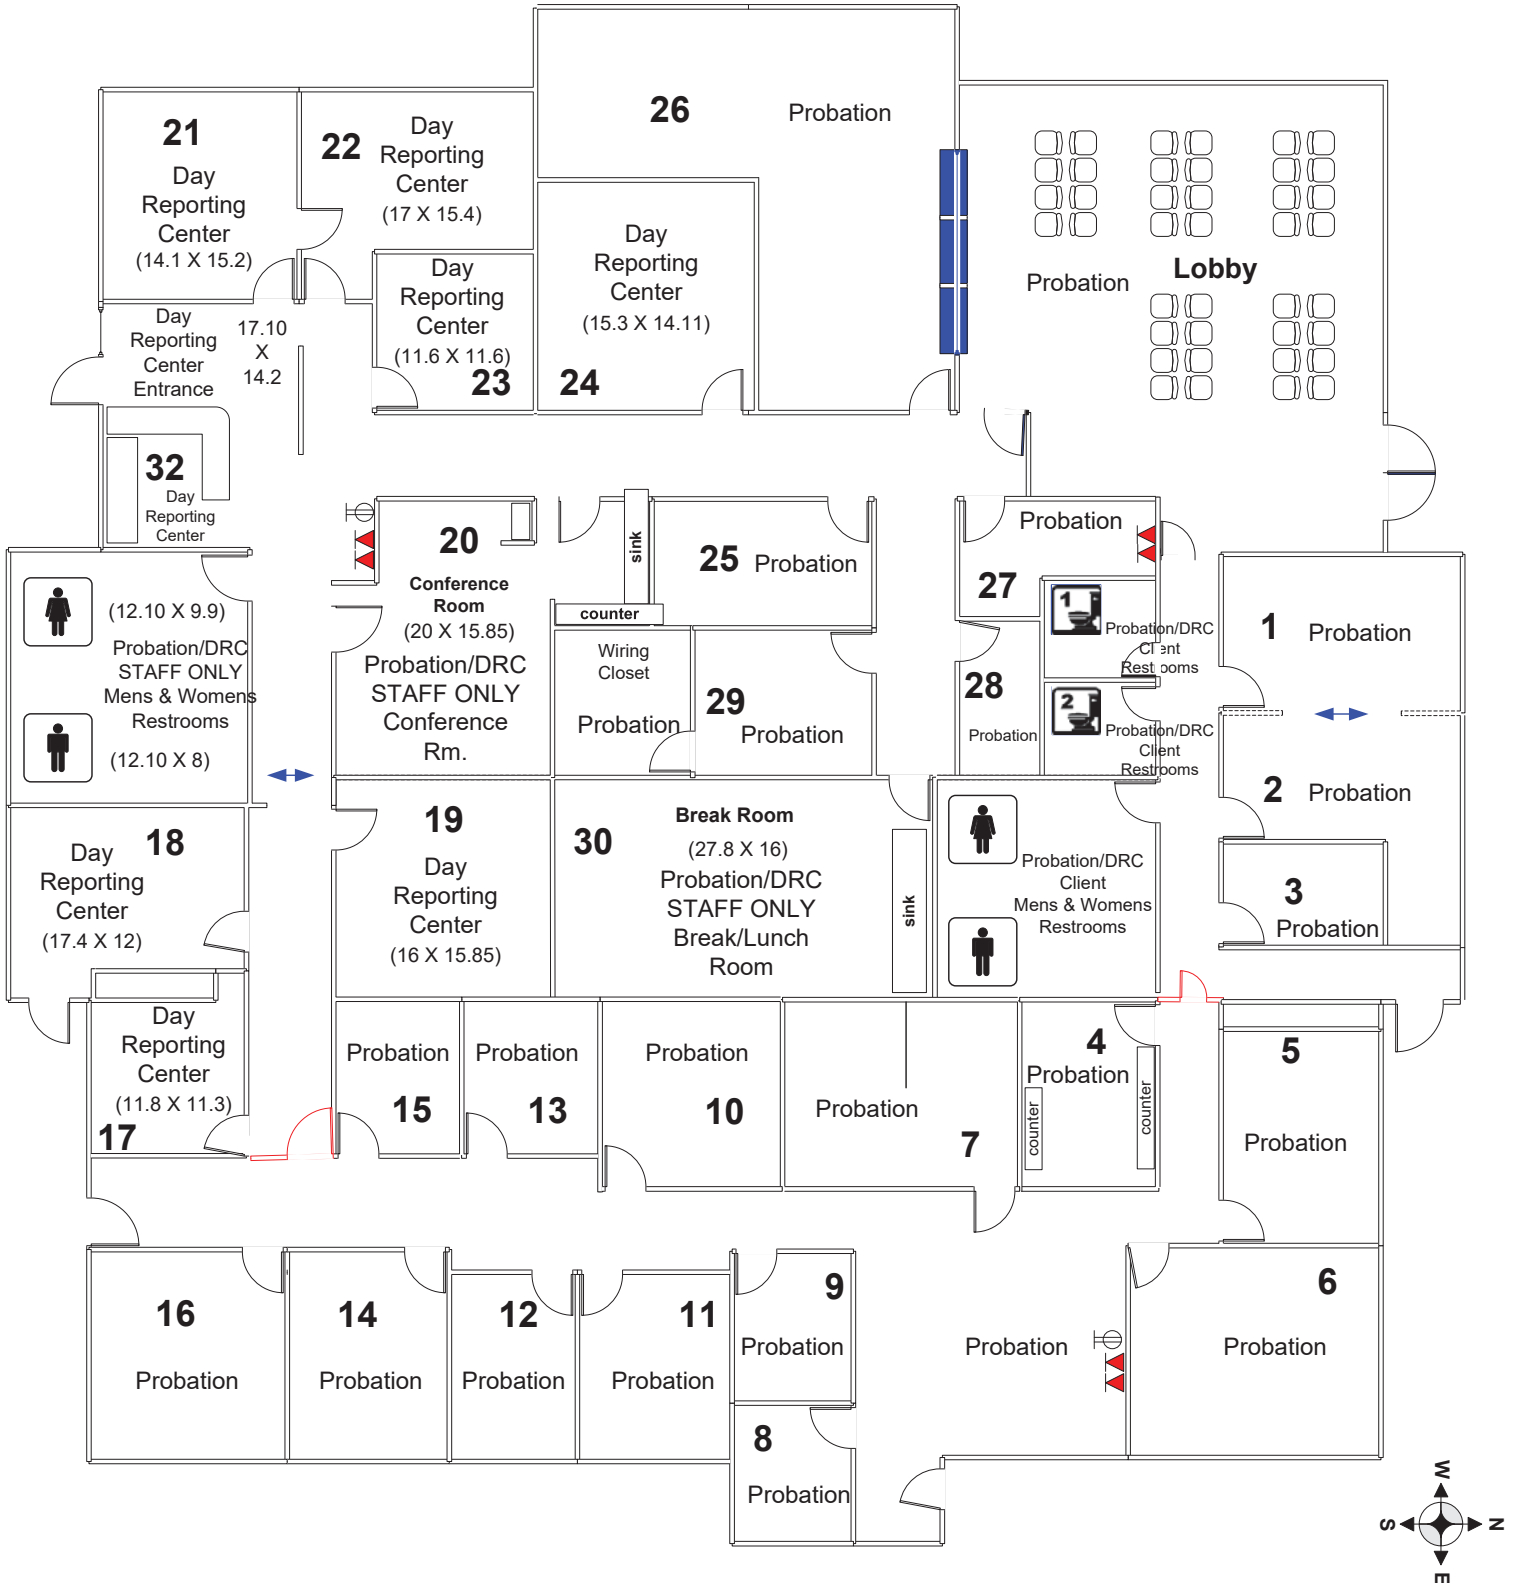 26
Probation
21
Day
Reporting
Center
(14.1 X 15.2)
22
Day
Reporting
Center
(17 X 15.4)
Day
Reporting
Center
(11.6 X 11.6)
23
Day
Reporting
Center
(15.3 X 14.11)
24
Probation
Lobby
Day
Reporting
Center
Entrance
17.10
X
14.2
32
Day
Reporting
Center
20
Conference
Room
(20 X 15.85)
Probation/DRC
STAFF ONLY
Conference
Rm.
sink
counter
25
Probation
Probation
27
1
Probation/DRC
Client
Restrooms
1
Probation
(12.10 X 9.9)
Probation/DRC
STAFF ONLY
Mens & Womens
Restrooms
(12.10 X 8)
Wiring
Closet
Probation
29
Probation
28
Probation
2
Probation/DRC
Client
Restrooms
2
Probation
18
Day
Reporting
Center
(17.4 X 12)
19
Day
Reporting
Center
(16 X 15.85)
30
Break Room
(27.8 X 16)
Probation/DRC
STAFF ONLY
Break/Lunch
Room
sink
Probation/DRC
Client
Mens & Womens
Restrooms
3
Probation
Day
Reporting
Center
(11.8 X 11.3)
17
Probation
15
Probation
13
Probation
10
Probation
7
4
Probation
counter
counter
5
Probation
16
Probation
14
Probation
12
Probation
11
Probation
9
Probation
8
Probation
Probation
6
Probation
W
S
N
E